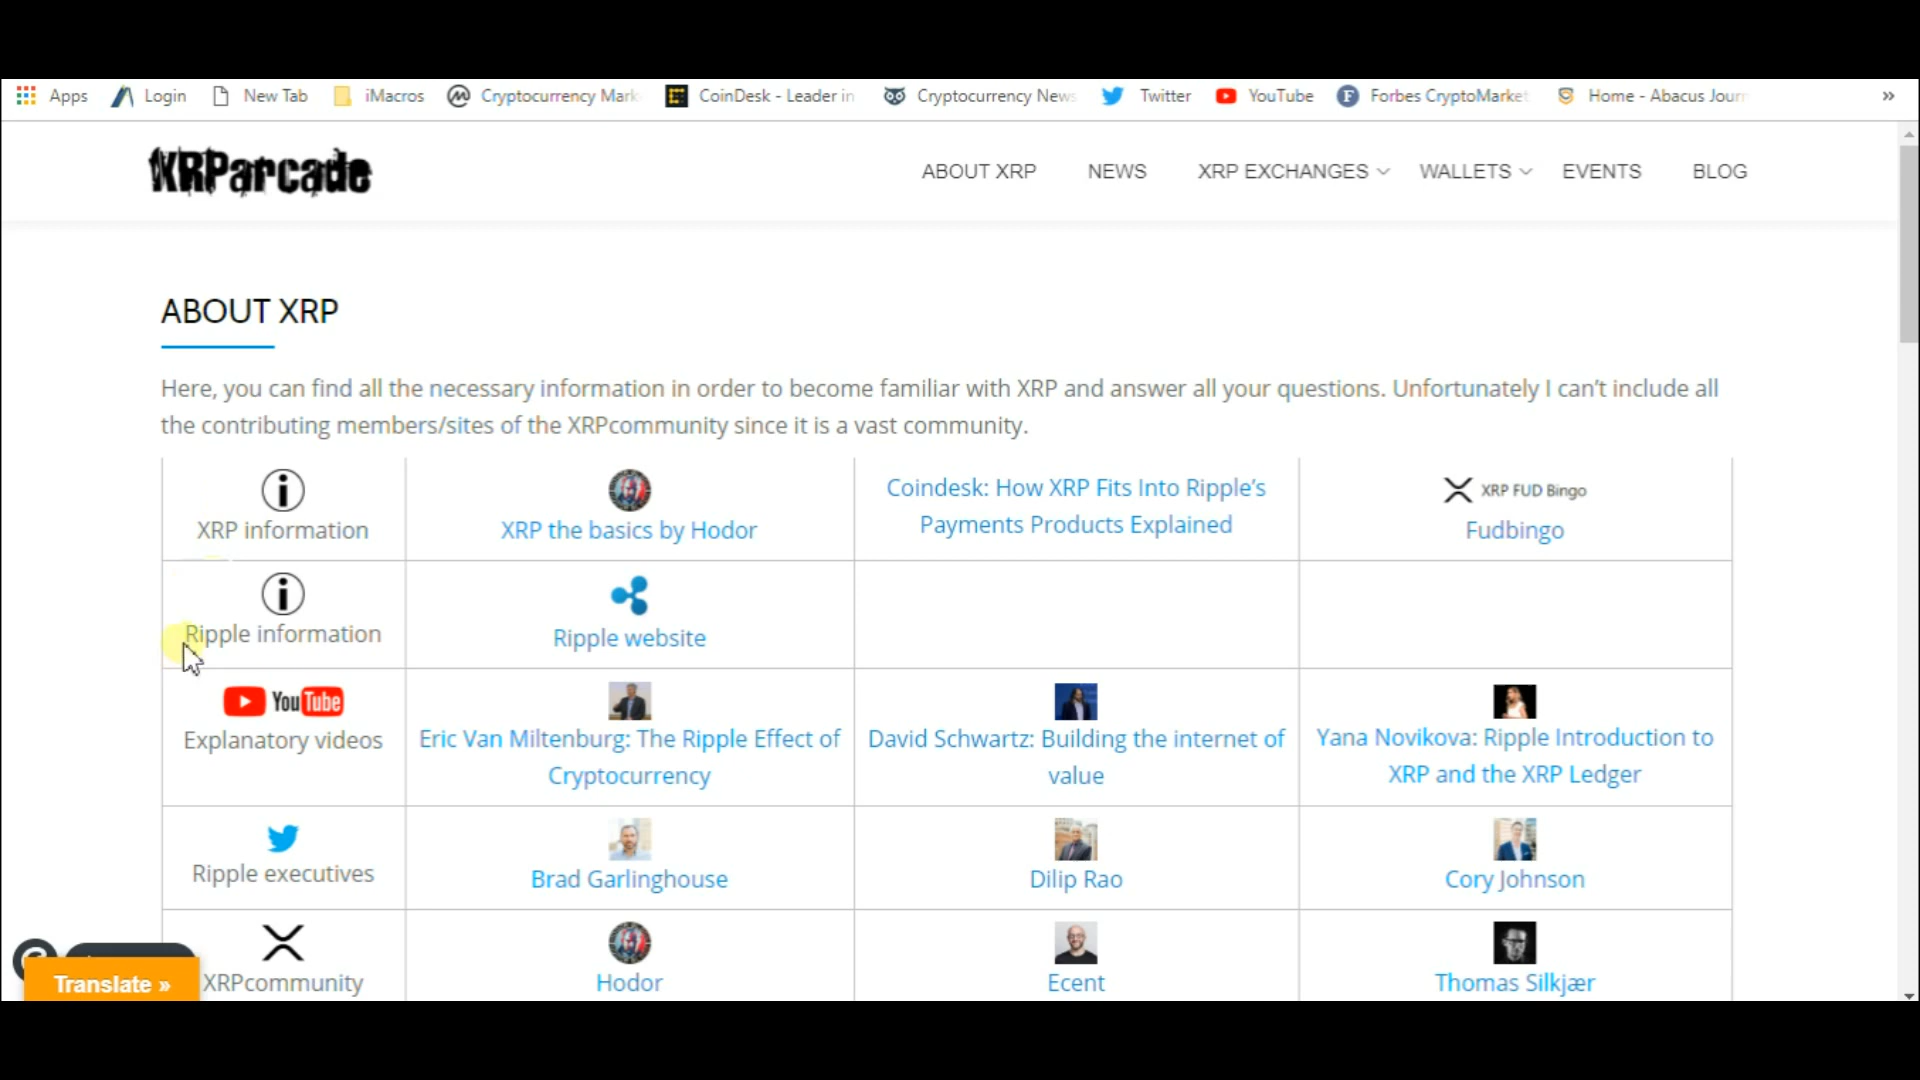 Apps Login New Tab iMacros Cryptocurrency Mark CoinDesk - Leader in Cryptocurrency News Twitter YouTube Forbes CryptoMarket Home - Abacus Jour »
XRParcade ABOUT XRP NEWS XRP EXCHANGES WALLETS EVENTS BLOG
ABOUT XRP
Here, you can find all the necessary information in order to become familiar with XRP and answer all your questions. Unfortunately I can't include all
the contributing members/sites of the XRPcommunity since it is a vast community.
XRP information
XRP the basics by Hodor
Coindesk: How XRP Fits Into Ripple's
Payments Products Explained
XRP FUD Bingo
Fudbingo
Ripple information
Ripple website
YouTube
Explanatory videos
Eric Van Miltenburg: The Ripple Effect of
Cryptocurrency
David Schwartz: Building the internet of
value
Yana Novikova: Ripple Introduction to
XRP and the XRP Ledger
Ripple executives
Brad Garlinghouse
Dilip Rao
Cory Johnson
XRPcommunity
Hodor
Ecent
Thomas Silkjær
Translate »